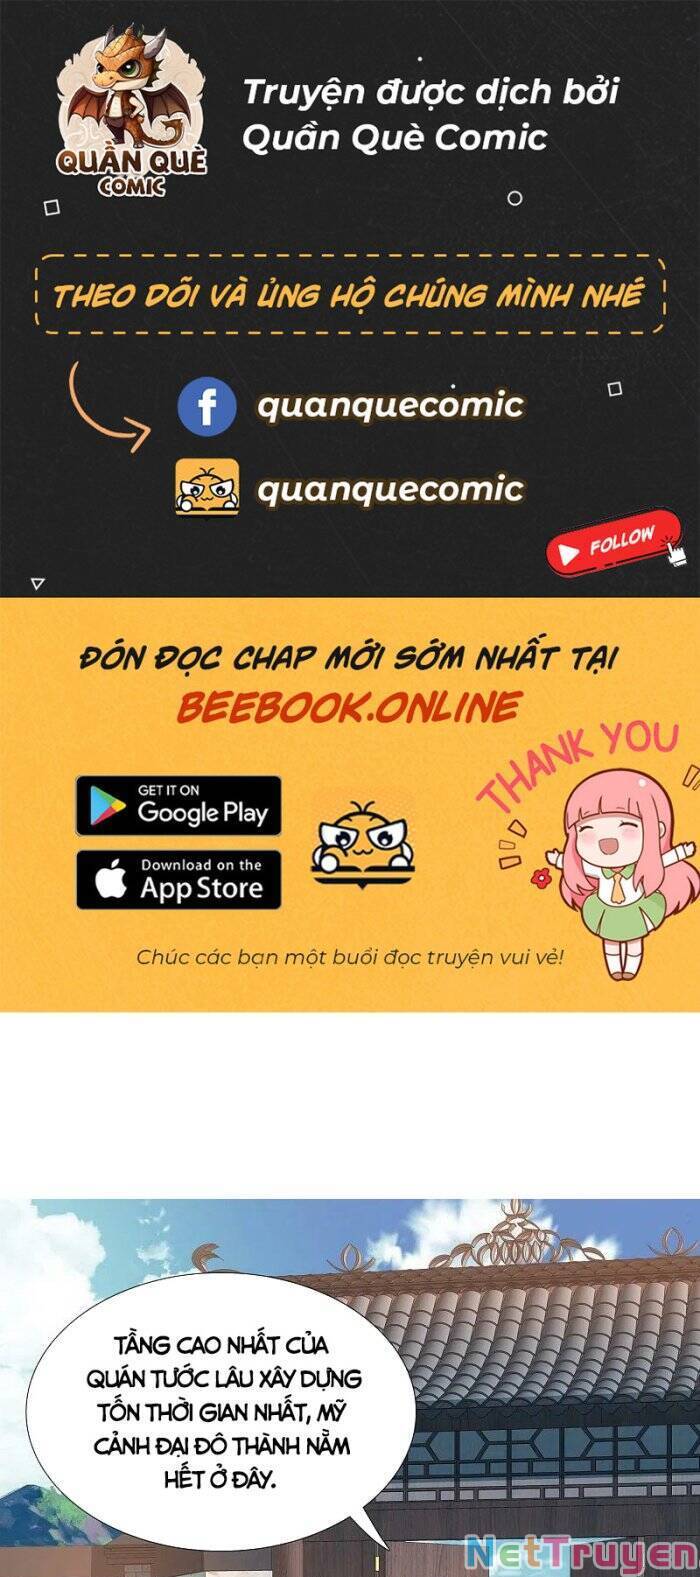 QUẦN QUÈ
COMIC
Truyện được dịch bởi
Quần Què Comic
THEO DÕI VÀ ỦNG HỘ CHÚNG MÌNH NHÉ
quanquecomic
quanquecomic
FOLLOW
ĐÓN ĐỌC CHAP MỚI SỚM NHẤT TẠI
BEEBOOK.ONLINE
THANK YOU
GET IT ON
Google Play
Download on the
App Store
Chúc các bạn một buổi đọc truyện vui vẻ!
TẦNG CAO NHẤT CỦA
QUÁN TƯỚC LÂU XÂY DỰNG
TỐN THỜI GIAN NHẤT, MỸ
CẢNH ĐẠI ĐÔ THÀNH NẰM
HẾT Ở ĐÂY.
NetTruyen